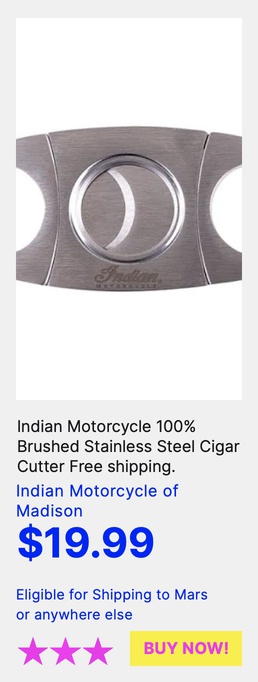 Indian
MOTORCYCLE
Indian Motorcycle 100%
Brushed Stainless Steel Cigar
Cutter Free shipping.
Indian Motorcycle of
Madison
$19.99
Eligible for Shipping to Mars
or anywhere else
BUY NOW!